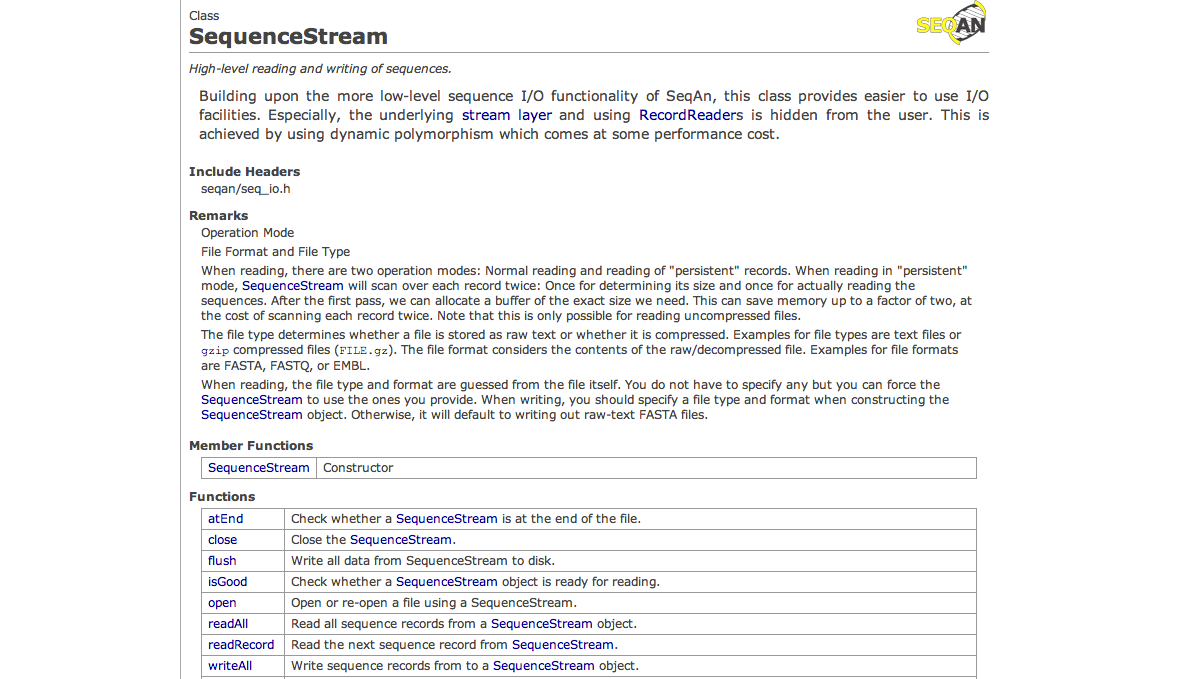 Class
SEQAN
SequenceStream
High-level reading and writing of sequences.
Building upon the more low-level sequence I/O functionality of SeqAn, this class provides easier to use I/O
facilities. Especially, the underlying stream layer and using RecordReaders is hidden from the user. This is
achieved by using dynamic polymorphism which comes at some performance cost.
Include Headers
seqan/seq_io.h
Remarks
Operation Mode
File Format and File Type
When reading, there are two operation modes: Normal reading and reading of "persistent" records. When reading in "persistent"
mode, SequenceStream will scan over each record twice: Once for determining its size and once for actually reading the
sequences. After the first pass, we can allocate a buffer of the exact size we need. This can save memory up to a factor of two, at
the cost of scanning each record twice. Note that this is only possible for reading uncompressed files.
The file type determines whether a file is stored as raw text or whether it is compressed. Examples for file types are text files or
gzip compressed files (FILE.gz). The file format considers the contents of the raw/decompressed file. Examples for file formats
are FASTA, FASTQ, or EMBL.
When reading, the file type and format are guessed from the file itself. You do not have to specify any but you can force the
SequenceStream to use the ones you provide. When writing, you should specify a file type and format when constructing the
SequenceStream object. Otherwise, it will default to writing out raw-text FASTA files.
Member Functions
SequenceStream Constructor
Functions
atEnd Check whether a SequenceStream is at the end of the file.
close Close the SequenceStream.
flush Write all data from SequenceStream to disk.
isGood Check whether a SequenceStream object is ready for reading.
open Open or re-open a file using a SequenceStream.
readAll Read all sequence records from a SequenceStream object.
readRecord Read the next sequence record from SequenceStream.
writeAll Write sequence records from to a SequenceStream object.